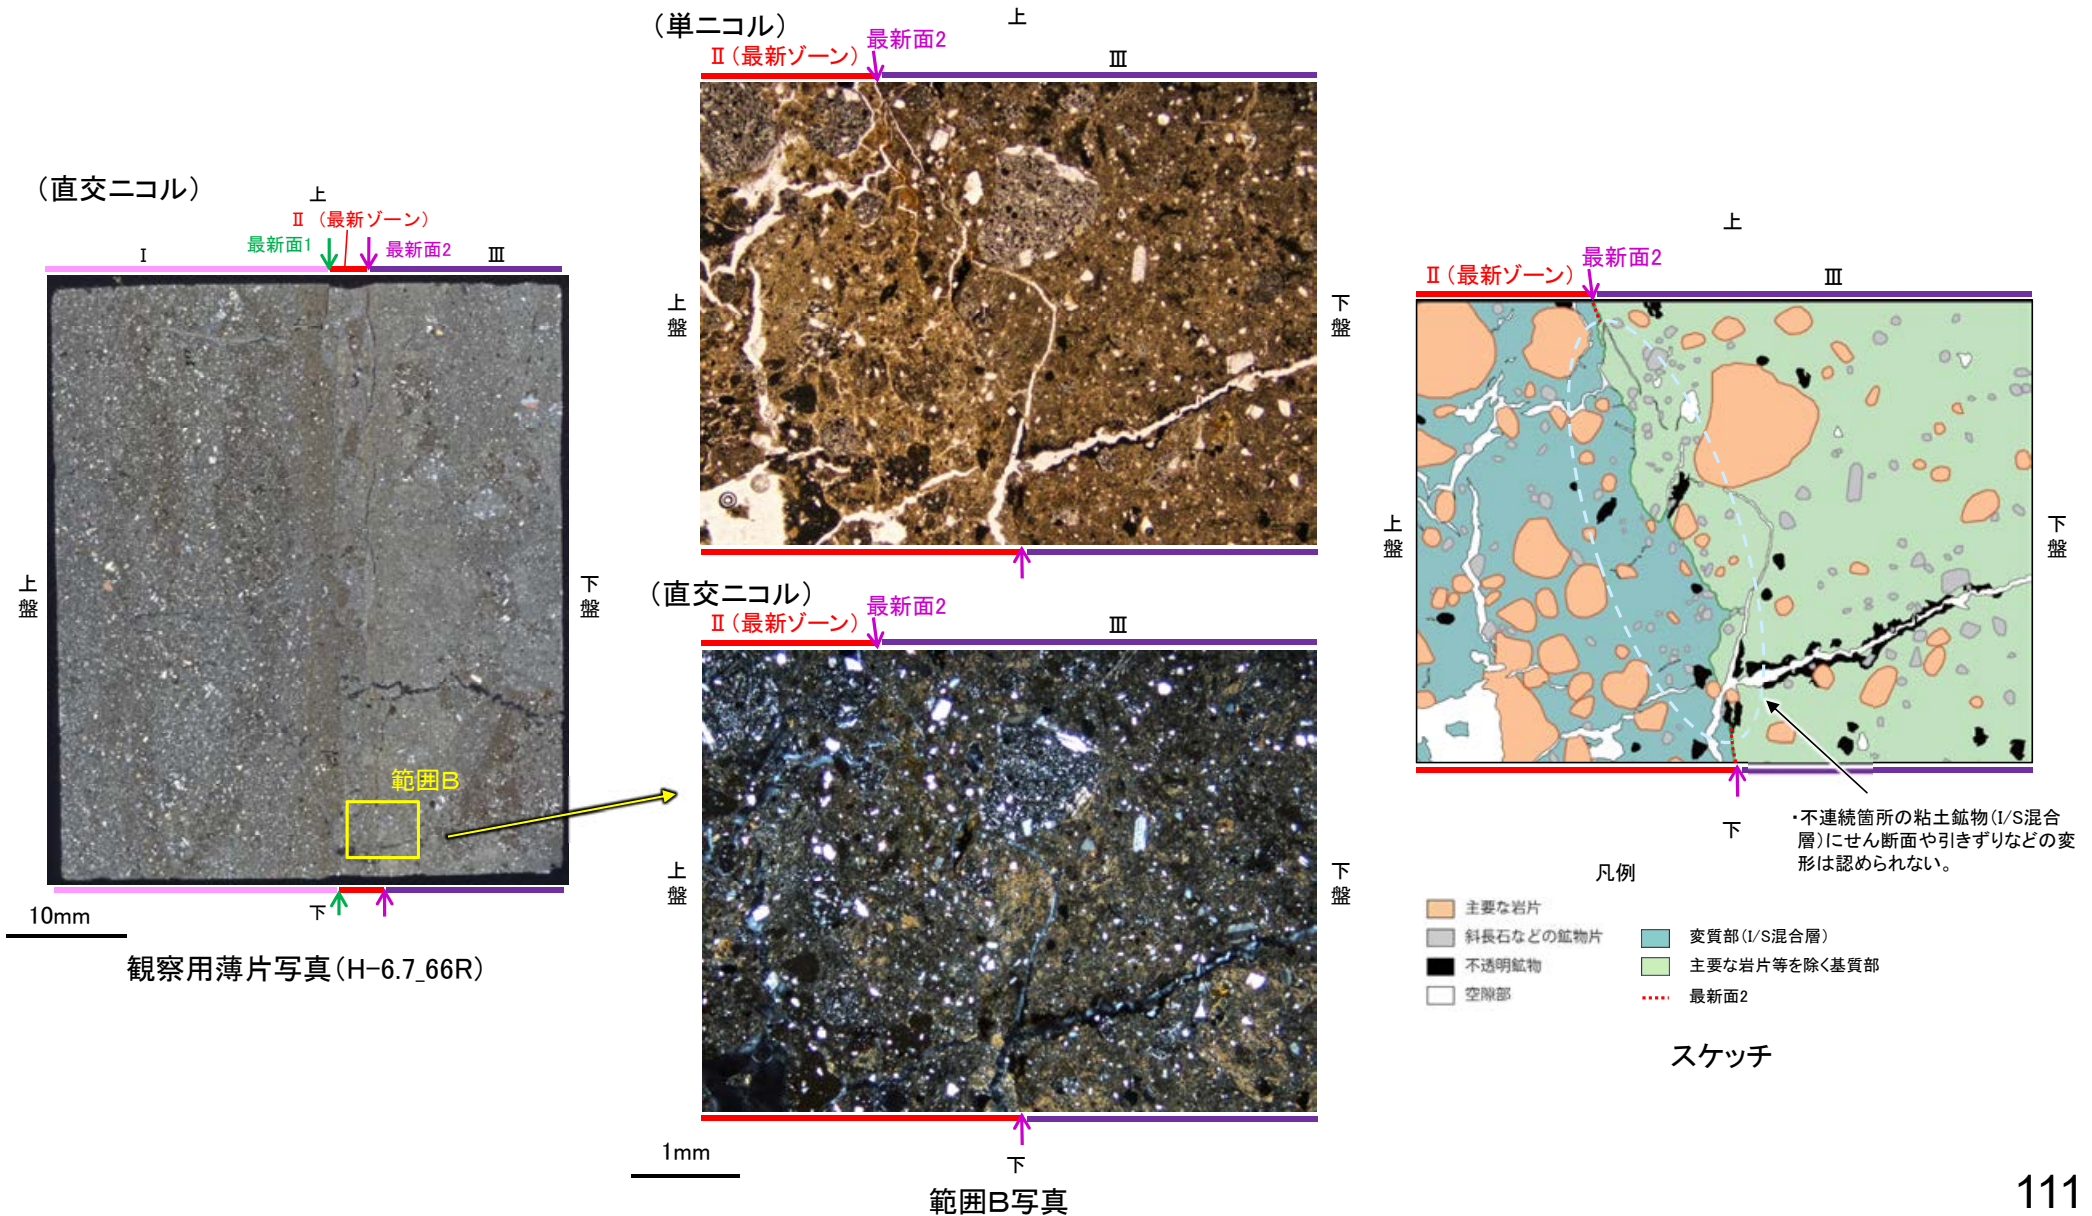 (直交ニコル)
上
Ⅱ (最新ゾーン)
最新面1
最新面2
Ⅰ
Ⅲ
上盤
下盤
範囲B
下
10mm
観察用薄片写真(H-6.7_66R)
(単ニコル)
上
最新面2
Ⅱ(最新ゾーン)
Ⅲ
上盤
下盤
(直交ニコル)
最新面2
Ⅱ(最新ゾーン)
Ⅲ
上盤
下盤
1mm
下
範囲B写真
上
最新面2
Ⅱ(最新ゾーン)
Ⅲ
上盤
下盤
下
・不連続箇所の粘土鉱物(I/S混合
層)にせん断面や引きずりなどの変
形は認められない。
凡例
主要な岩片
斜長石などの鉱物片
不透明鉱物
空隙部
変質部(I/S混合層)
主要な岩片等を除く基質部
最新面2
スケッチ
111